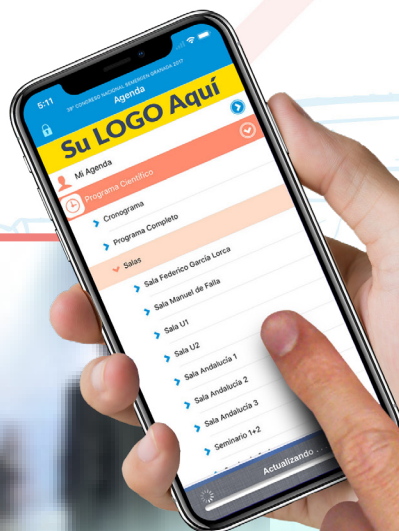 5:11
39º CONGRESO NACIONAL SEMERGEN GRANADA 2017
Agenda
Su LOGO Aquí
Mi Agenda
Programa Científico
Cronograma
Programa Completo
Salas
Sala Federico García Lorca
Sala Manuel de Falla
Sala U1
Sala U2
Sala Andalucía 1
Sala Andalucía 2
Sala Andalucía 3
Seminario 1+2
Actualizando . . .